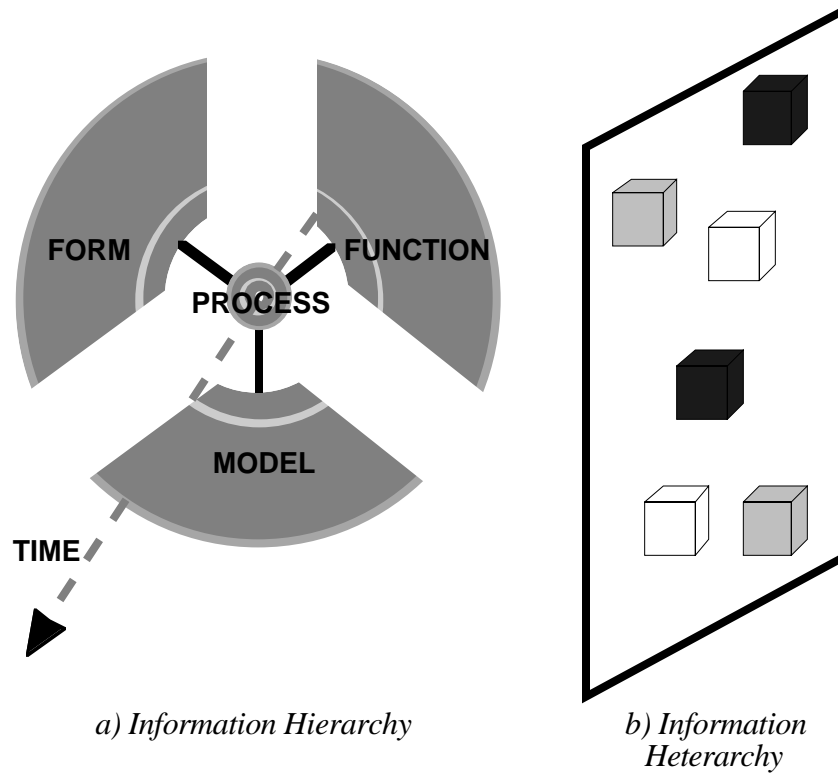 FORM
FUNCTION
PROCESS
MODEL
TIME
a) Information Hierarchy
b) Information
Heterarchy